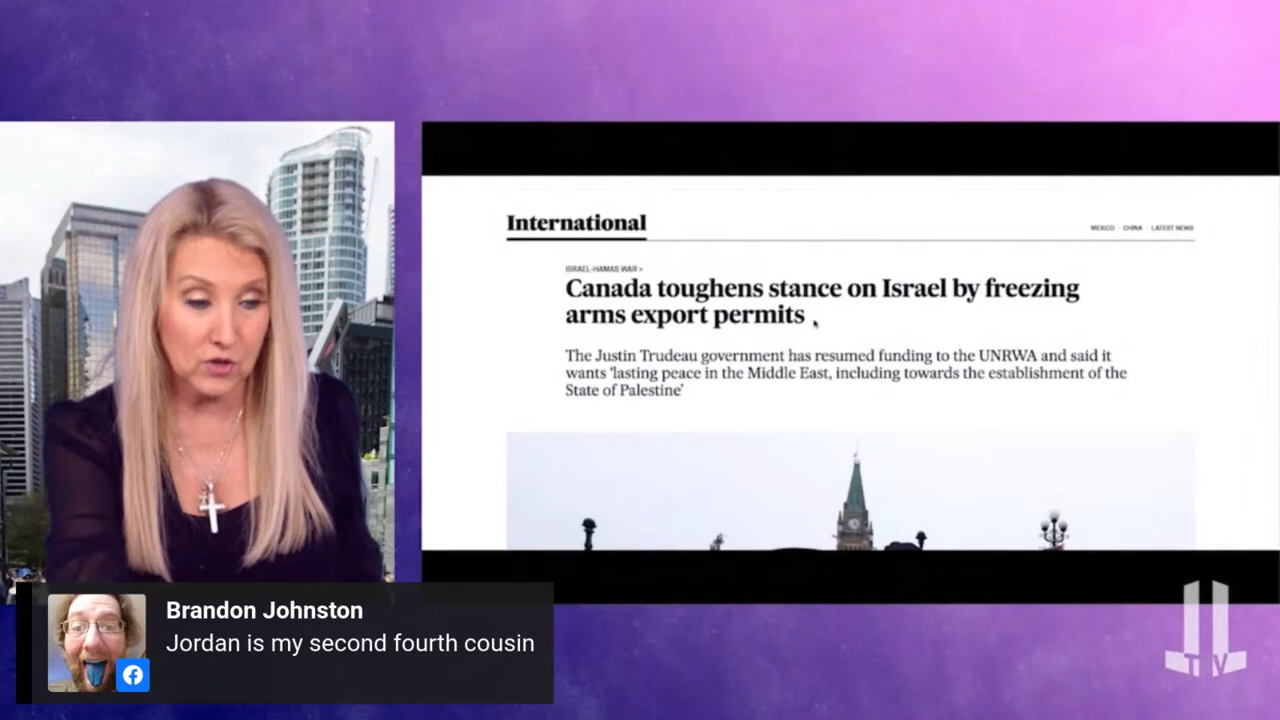 International
MEXICO · CHINA · LATEST NEWS
ISRAEL-HAMAS WAR >
Canada toughens stance on Israel by freezing
arms export permits
The Justin Trudeau government has resumed funding to the UNRWA and said it
wants ‘lasting peace in the Middle East, including towards the establishment of the
State of Palestine’
Brandon Johnston
Jordan is my second fourth cousin
TV